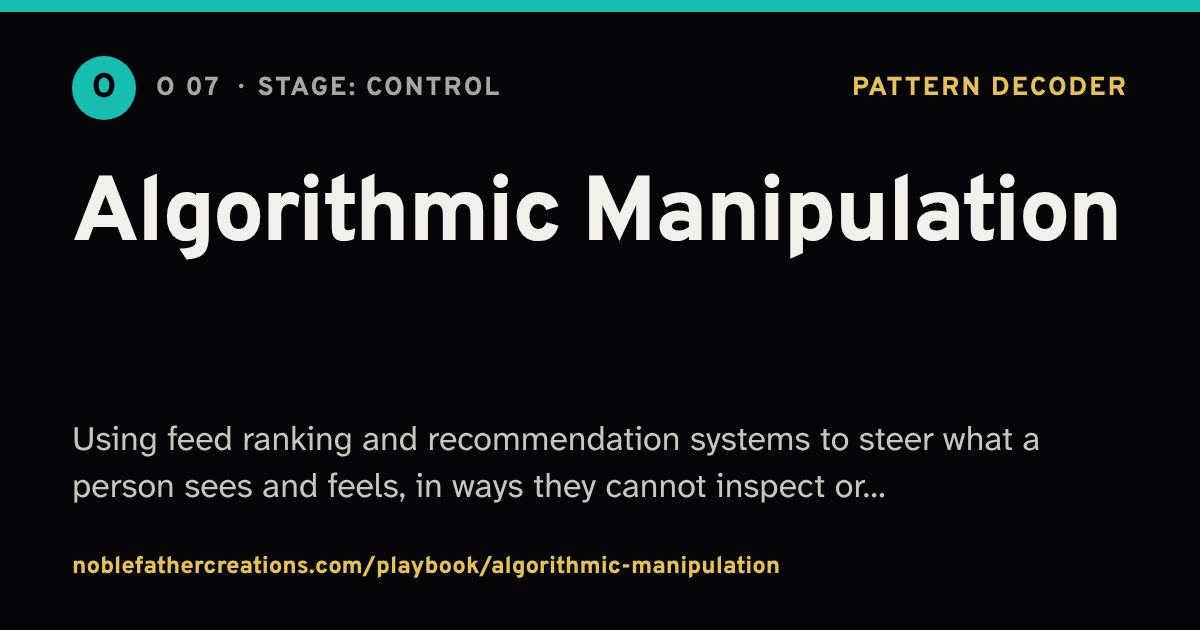 O
O 07 · STAGE: CONTROL
PATTERN DECODER
Algorithmic Manipulation
Using feed ranking and recommendation systems to steer what a
person sees and feels, in ways they cannot inspect or...
noblefathercreations.com/playbook/algorithmic-manipulation